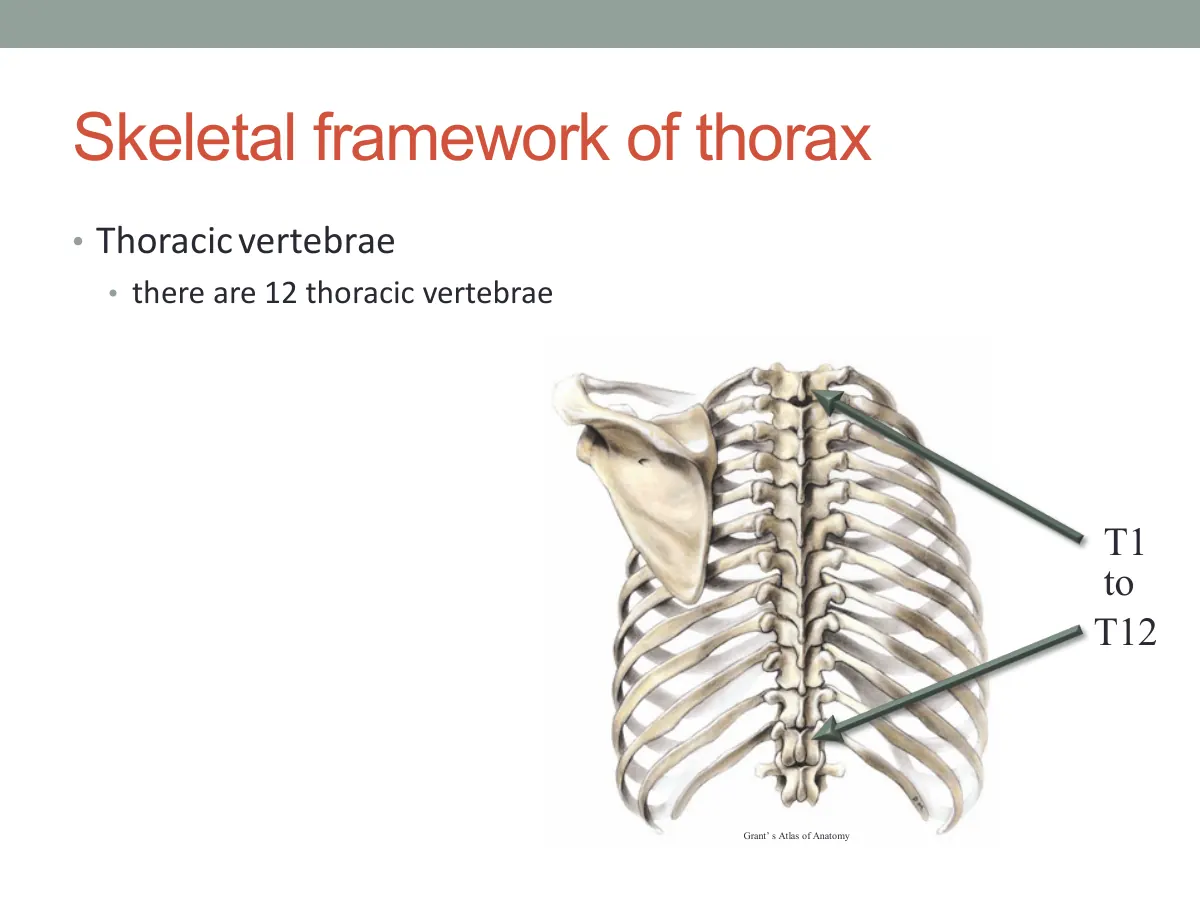 Skeletal framework of thorax
• Thoracic vertebrae
• there are 12 thoracic vertebrae
T1
to
T12
Grant’ s Atlas of Anatomy